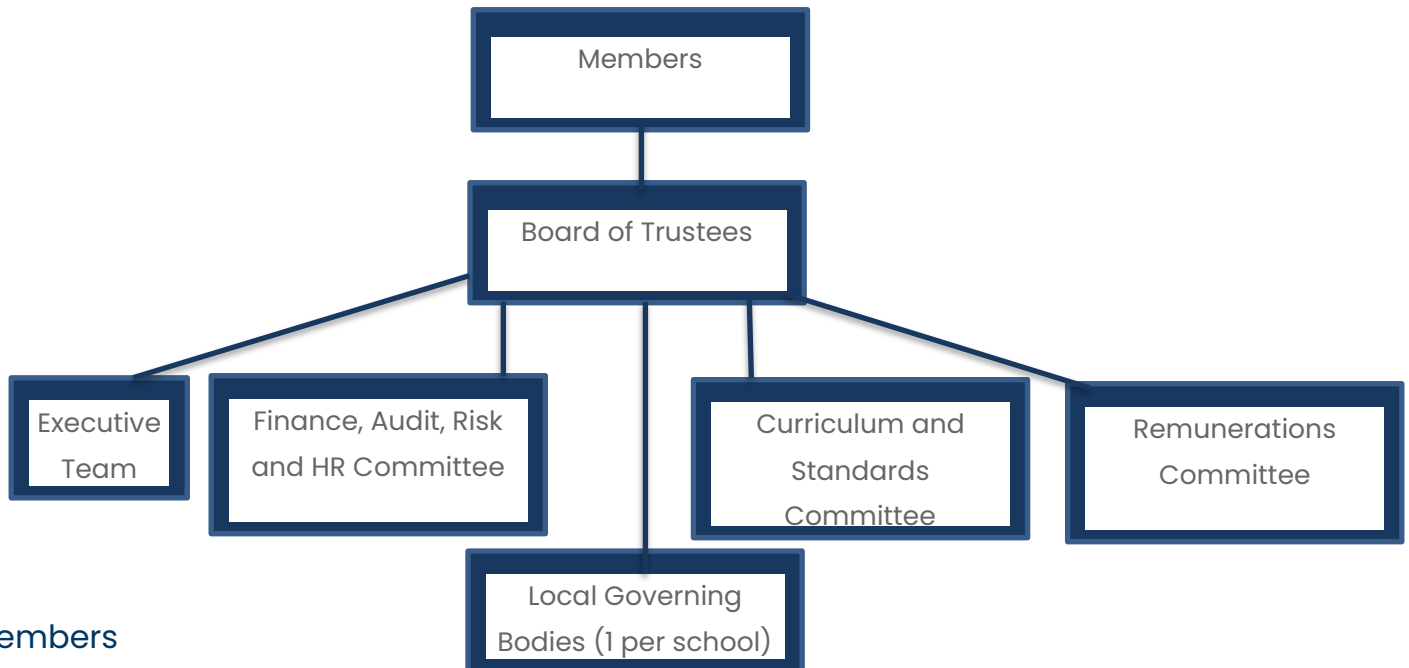 Members
Board of Trustees
Executive
Team
Finance, Audit, Risk
and HR Committee
Curriculum and
Standards
Committee
Remunerations
Committee
Local Governing
Bodies (1 per school)
embers